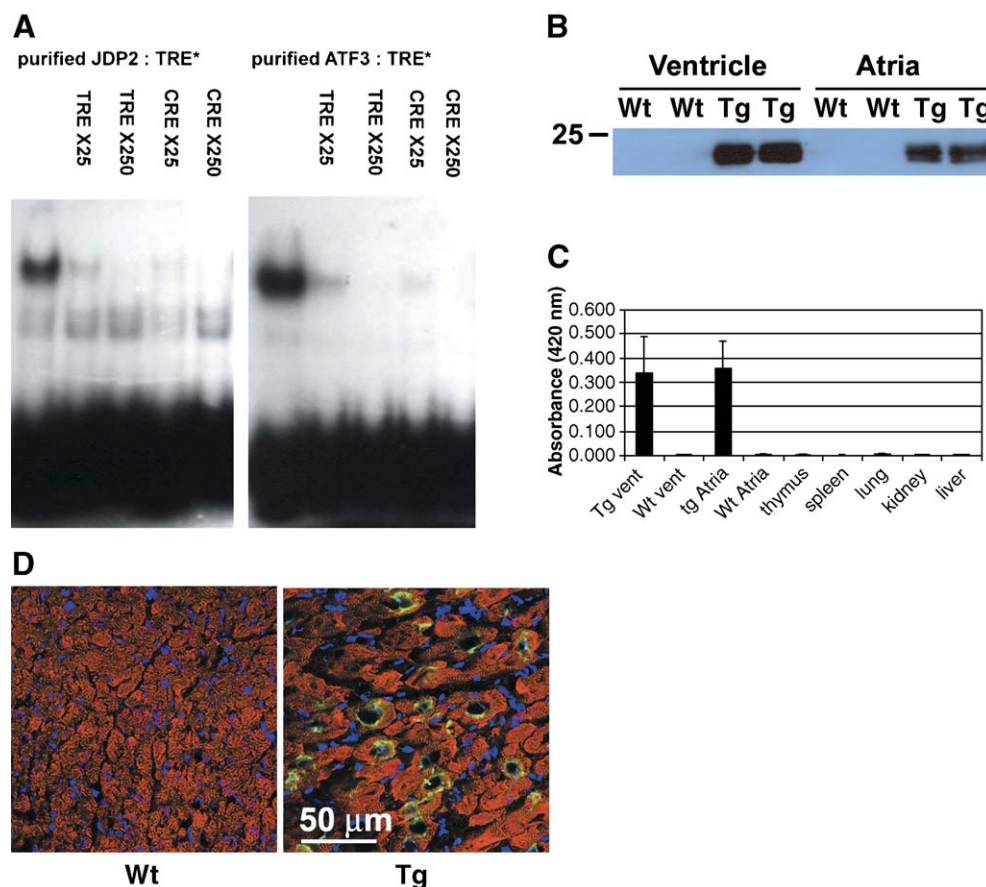 A
purified JDP2 : TRE*
purified ATF3 : TRE*
TRE X25
TRE X250
CRE X25
CRE X250
TRE X25
TRE X250
CRE X25
CRE X250
B
Ventricle Atria
Wt Wt Tg Tg Wt Wt Tg Tg
25
C
Absorbance (420 nm)
0.600
0.500
0.400
0.300
0.200
0.100
0.000
Tg vent
Wt vent
tg Atria
Wt Atria
thymus
spleen
lung
kidney
liver
D
50 μm
Wt
Tg